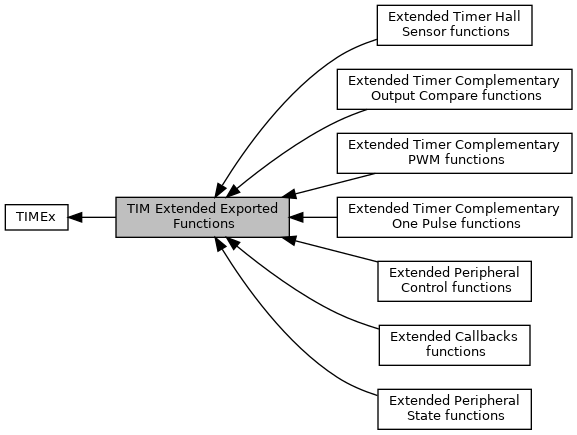 TIMEx
TIM Extended Exported
Functions
Extended Timer Hall
Sensor functions
Extended Timer Complementary
Output Compare functions
Extended Timer Complementary
PWM functions
Extended Timer Complementary
One Pulse functions
Extended Peripheral
Control functions
Extended Callbacks
functions
Extended Peripheral
State functions